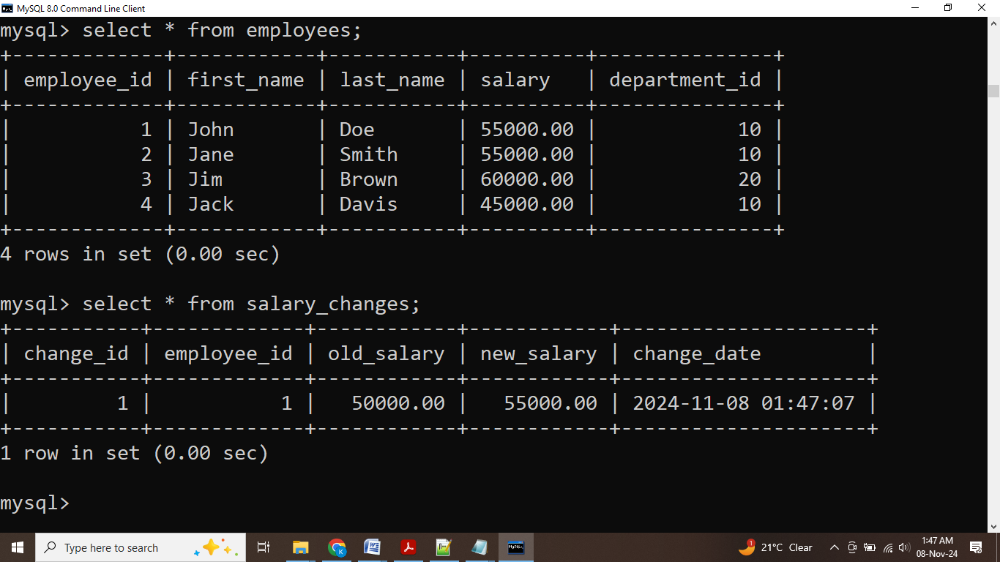 MySQL 8.0 Command Line Client
mysql> select * from employees;
+-------------+------------+-----------+----------+---------------+
| employee_id | first_name | last_name | salary   | department_id |
+-------------+------------+-----------+----------+---------------+
|           1 | John       | Doe       | 55000.00 |            10 |
|           2 | Jane       | Smith     | 55000.00 |            10 |
|           3 | Jim        | Brown     | 60000.00 |            20 |
|           4 | Jack       | Davis     | 45000.00 |            10 |
+-------------+------------+-----------+----------+---------------+
4 rows in set (0.00 sec)
mysql> select * from salary_changes;
+-----------+-------------+------------+------------+---------------------+
| change_id | employee_id | old_salary | new_salary | change_date         |
+-----------+-------------+------------+------------+---------------------+
|         1 |           1 |   50000.00 |   55000.00 | 2024-11-08 01:47:07 |
+-----------+-------------+------------+------------+---------------------+
1 row in set (0.00 sec)
mysql>
Type here to search
1
21°C Clear
1:47 AM
08-Nov-24